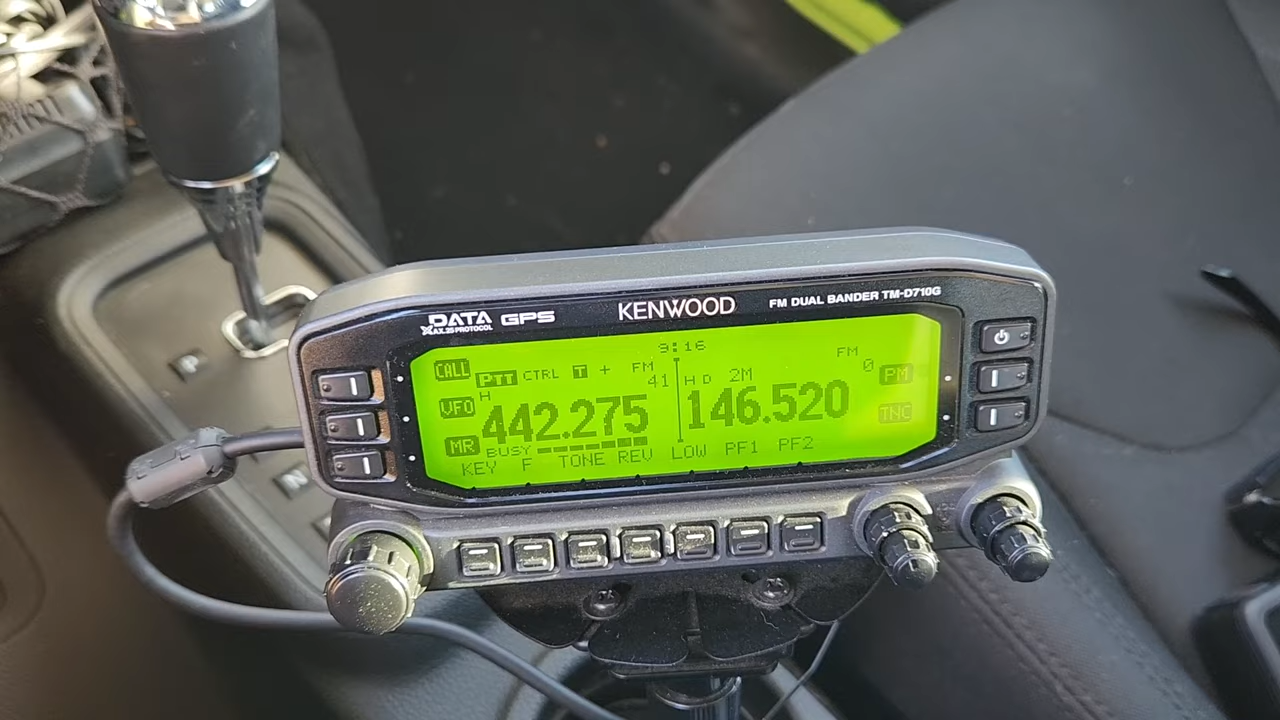 DATA GPS KENWOOD FM DUAL BANDER TM-D710G
AX.25 PROTOCOL
9:16
CALL PTT CTRL T + FM FM
41 H D 2M 0 PM
VFO H 442.275 146.520 TNC
MR BUSY
KEY F TONE REV LOW PF1 PF2
P
N